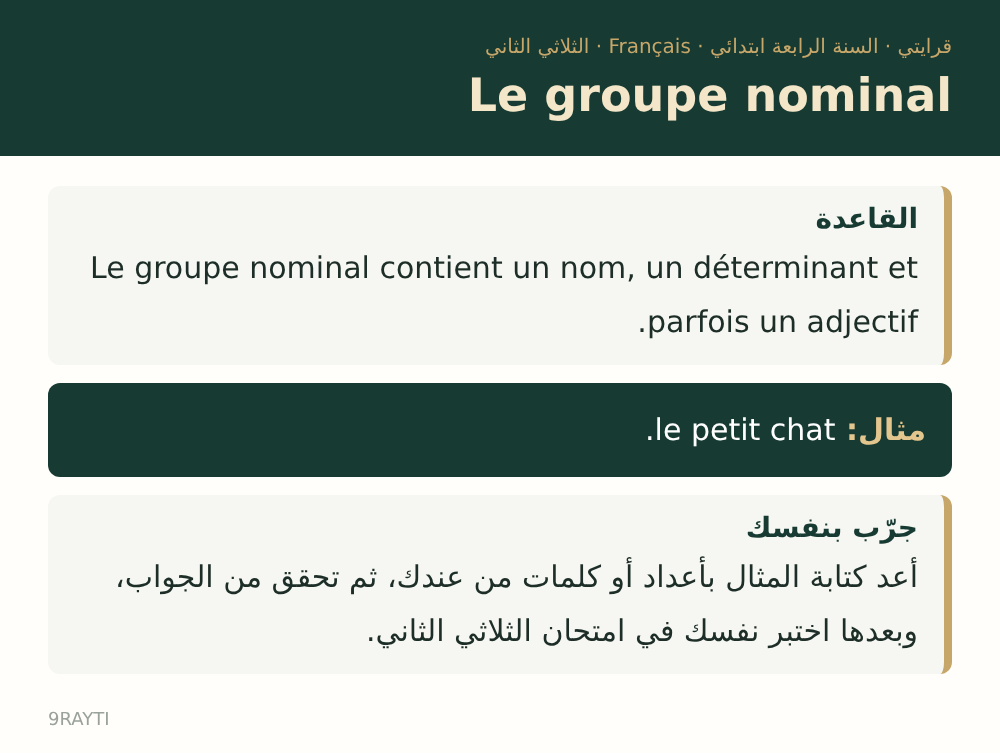 قرايتي · السنة الرابعة ابتدائي · Français · الثلاثي الثاني
Le groupe nominal
القاعدة
Le groupe nominal contient un nom, un déterminant et
parfois un adjectif.
مثال: le petit chat.
جرّب بنفسك
أعد كتابة المثال بأعداد أو كلمات من عندك، ثم تحقق من الجواب،
وبعدها اختبر نفسك في امتحان الثلاثي الثاني.
9RAYTI